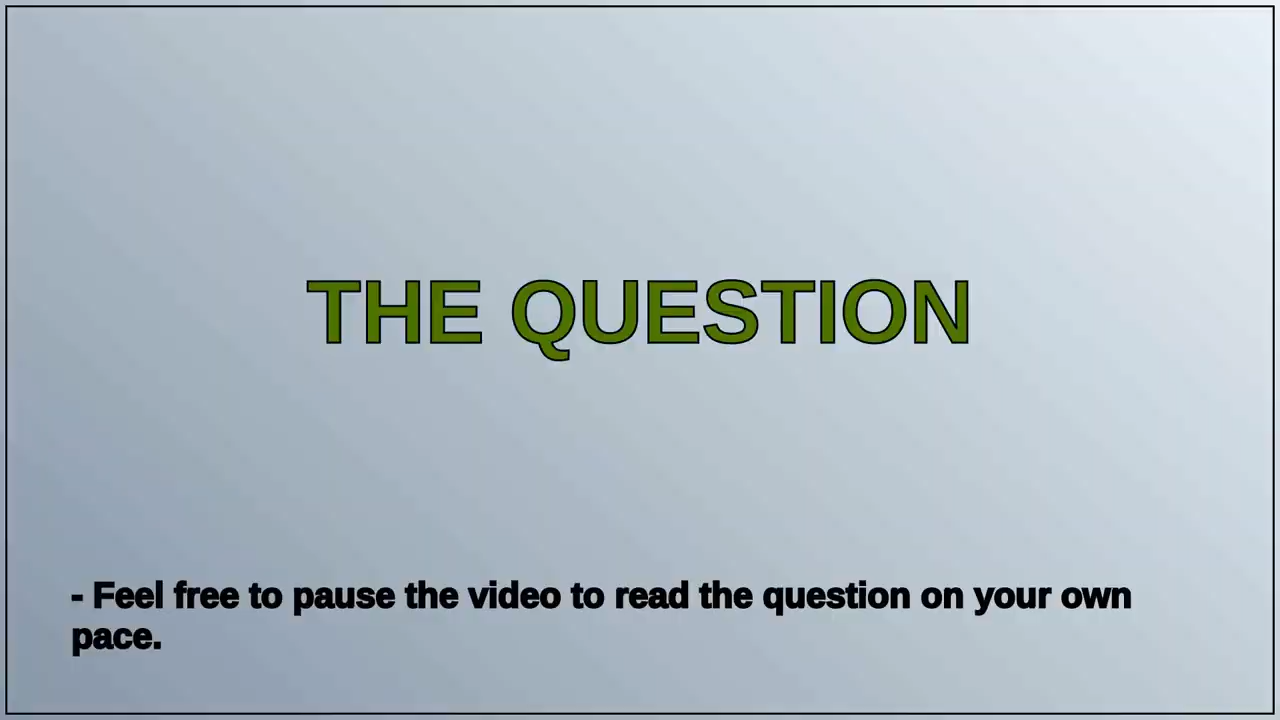 THE QUESTION
- Feel free to pause the video to read the question on your own
pace.